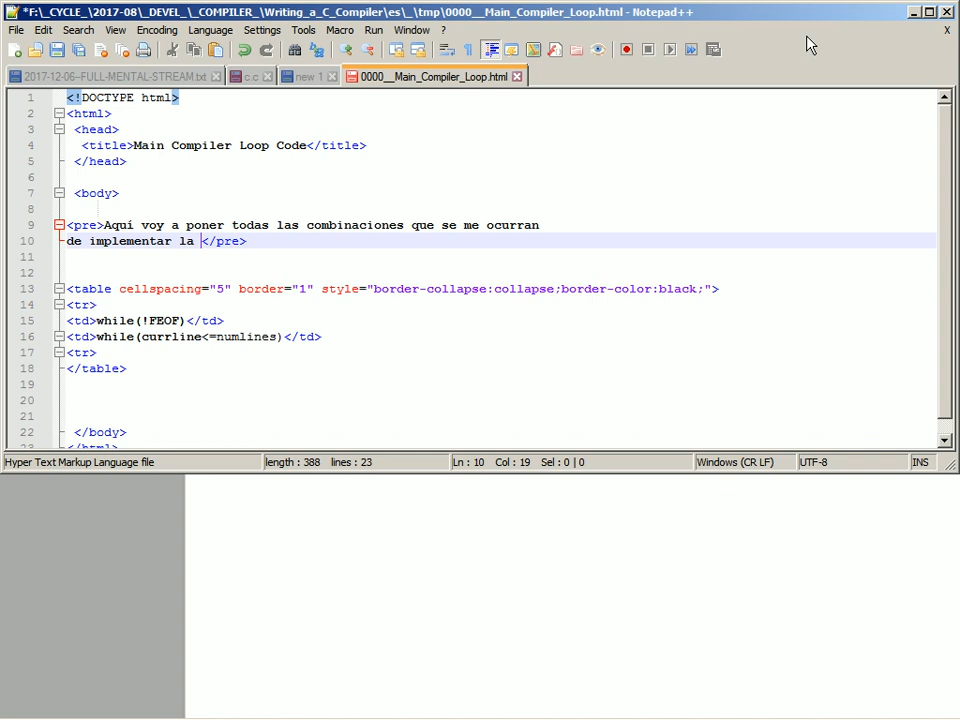 *F:\_CYCLE_\2017-08\_DEVEL_\_COMPILER_\Writing_a_C_Compiler\es\_\tmp\0000__Main_Compiler_Loop.html - Notepad++
File Edit Search View Encoding Language Settings Tools Macro Run Window ? X
2017-12-06--FULL-MENTAL-STREAM.txt c.c new 1 0000__Main_Compiler_Loop.html
1 <!DOCTYPE html>
2 <html>
3 <head>
4 <title>Main Compiler Loop Code</title>
5 </head>
6
7 <body>
8
9 <pre>Aquí voy a poner todas las combinaciones que se me ocurran
10 de implementar la </pre>
11
12
13 <table cellspacing="5" border="1" style="border-collapse:collapse;border-color:black;">
14 <tr>
15 <td>while(!FEOF)</td>
16 <td>while(currline<=numlines)</td>
17 <tr>
18 </table>
19
20
21
22 </body>
23 </html>
Hyper Text Markup Language file length : 388 lines : 23 Ln : 10 Col : 19 Sel : 0 | 0 Windows (CR LF) UTF-8 INS